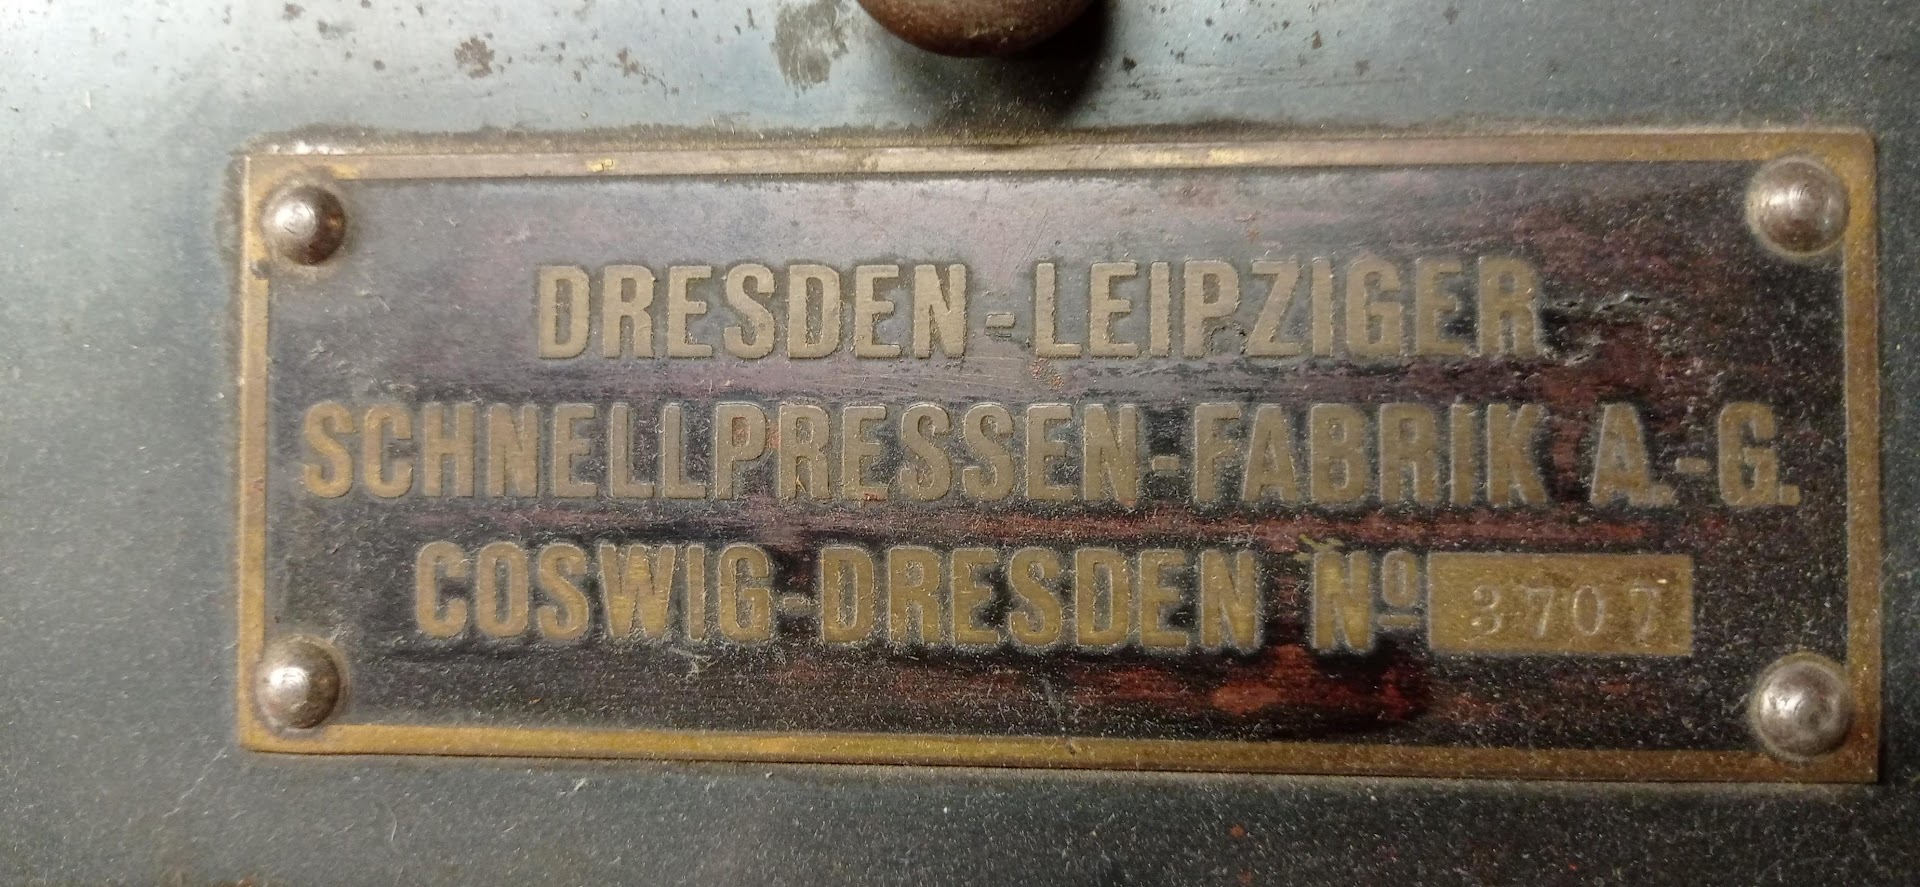 DRESDEN-LEIPZIGER
SCHNELLPRESSEN-FABRIK A.-G.
COSWIG-DRESDEN Nº 3707